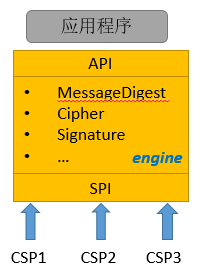 应用程序
API
• MessageDigest
• Cipher
• Signature
• ... engine
SPI
CSP1 CSP2 CSP3